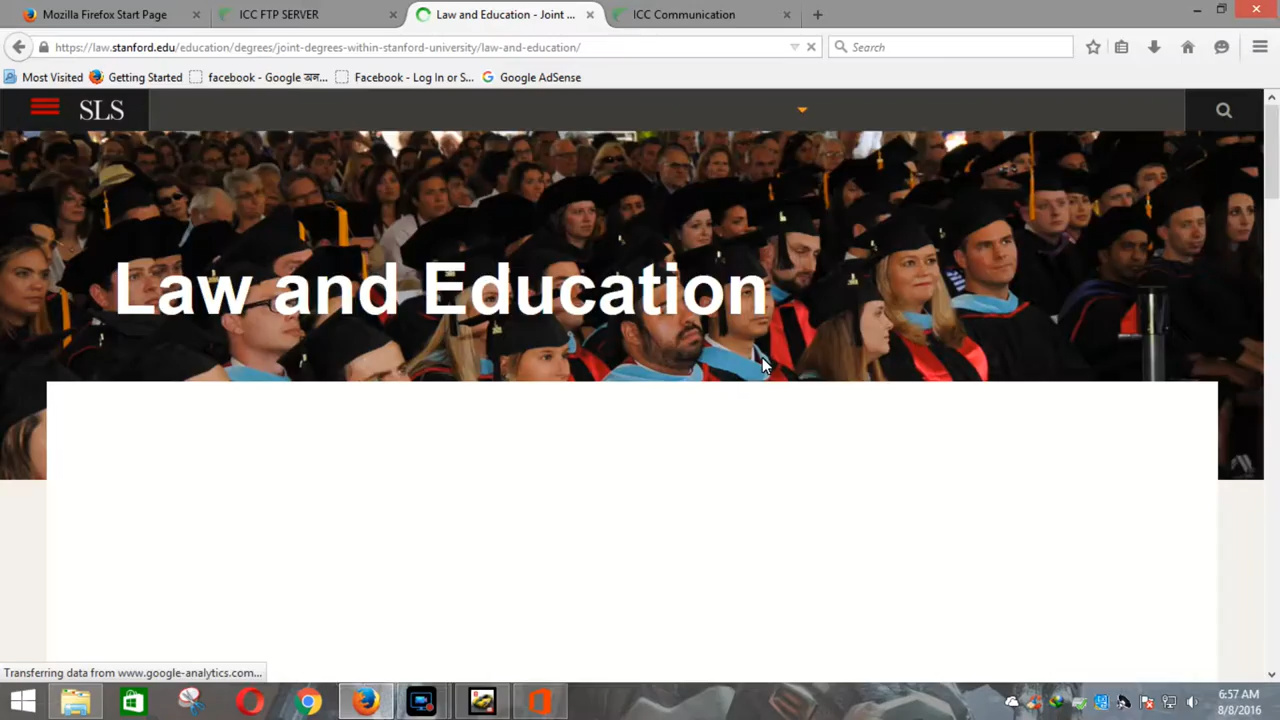 Mozilla Firefox Start Page
ICC FTP SERVER
Law and Education - Joint ...
ICC Communication
https://law.stanford.edu/education/degrees/joint-degrees-within-stanford-university/law-and-education/
Search
Most Visited
Getting Started
facebook - Google अन...
Facebook - Log In or S...
Google AdSense
SLS
Law and Education
Transferring data from www.google-analytics.com...
6:57 AM
8/8/2016